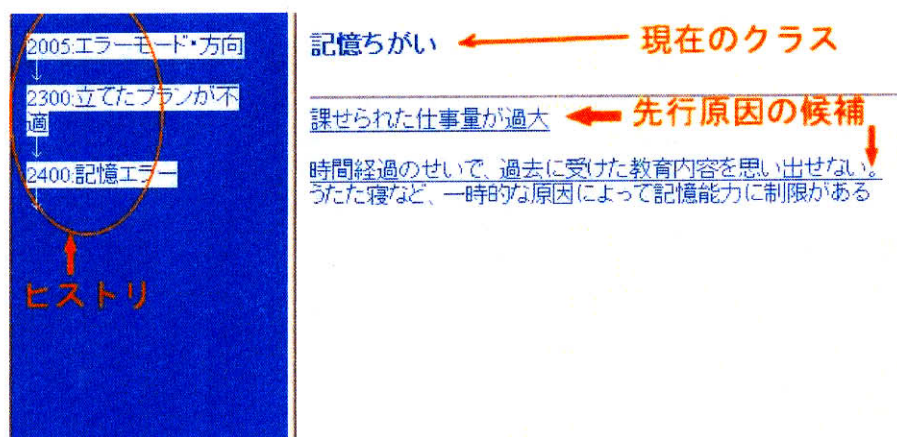 2005:エラーモード・方向
↓
2300:立てたプランが不
適
↓
2400:記憶エラー
↓
ヒストリ
記憶ちがい
現在のクラス
課せられた仕事量が過大
先行原因の候補
時間経過のせいで、過去に受けた教育内容を思い出せない。
うたた寝など、一時的な原因によって記憶能力に制限がある